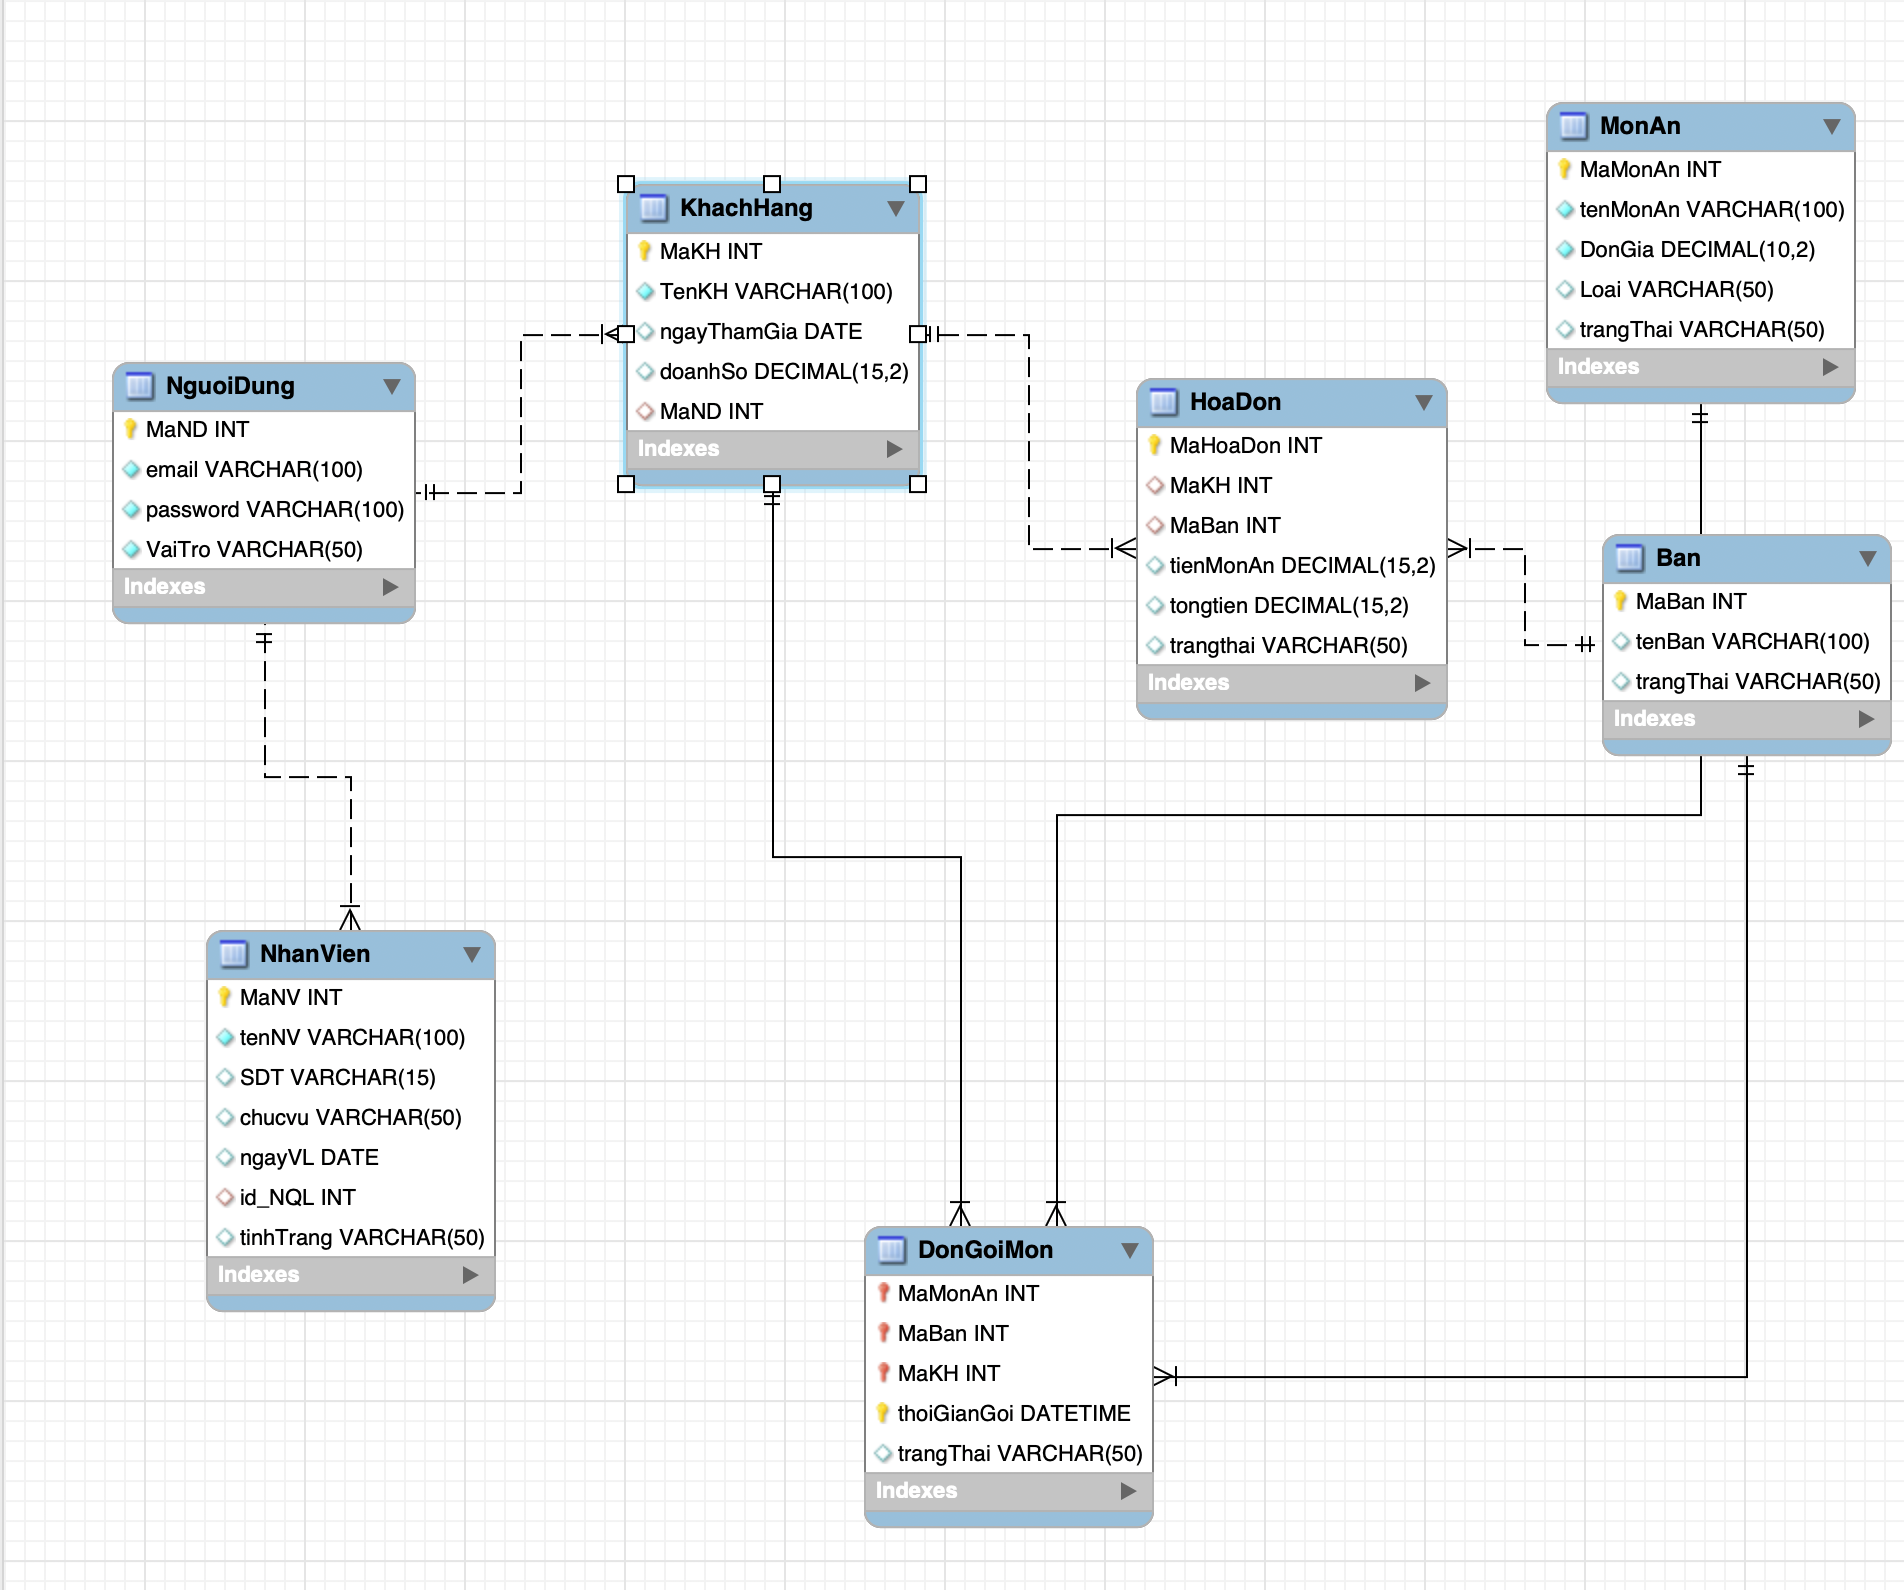 MonAn
MaMonAn INT
tenMonAn VARCHAR(100)
DonGia DECIMAL(10,2)
Loai VARCHAR(50)
trangThai VARCHAR(50)
Indexes
KhachHang
MaKH INT
TenKH VARCHAR(100)
ngayThamGia DATE
doanhSo DECIMAL(15,2)
MaND INT
Indexes
NguoiDung
MaND INT
email VARCHAR(100)
password VARCHAR(100)
VaiTro VARCHAR(50)
Indexes
HoaDon
MaHoaDon INT
MaKH INT
MaBan INT
tienMonAn DECIMAL(15,2)
tongtien DECIMAL(15,2)
trangthai VARCHAR(50)
Indexes
Ban
MaBan INT
tenBan VARCHAR(100)
trangThai VARCHAR(50)
Indexes
NhanVien
MaNV INT
tenNV VARCHAR(100)
SDT VARCHAR(15)
chucvu VARCHAR(50)
ngayVL DATE
id_NQL INT
tinhTrang VARCHAR(50)
Indexes
DonGoiMon
MaMonAn INT
MaBan INT
MaKH INT
thoiGianGoi DATETIME
trangThai VARCHAR(50)
Indexes